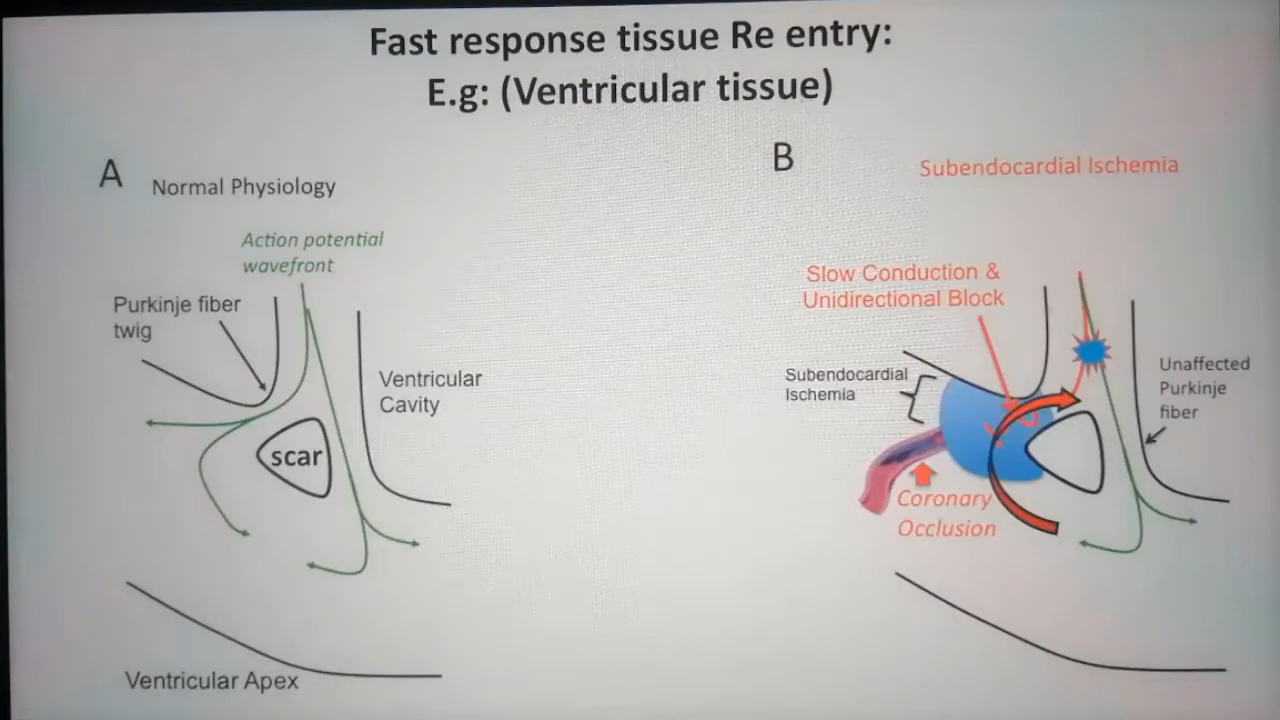 Fast response tissue Re entry:
E.g: (Ventricular tissue)
A
Normal Physiology
Action potential
wavefront
Purkinje fiber
twig
Ventricular
Cavity
scar
Ventricular Apex
B
Subendocardial Ischemia
Slow Conduction &
Unidirectional Block
Subendocardial
Ischemia
Unaffected
Purkinje
fiber
Coronary
Occlusion